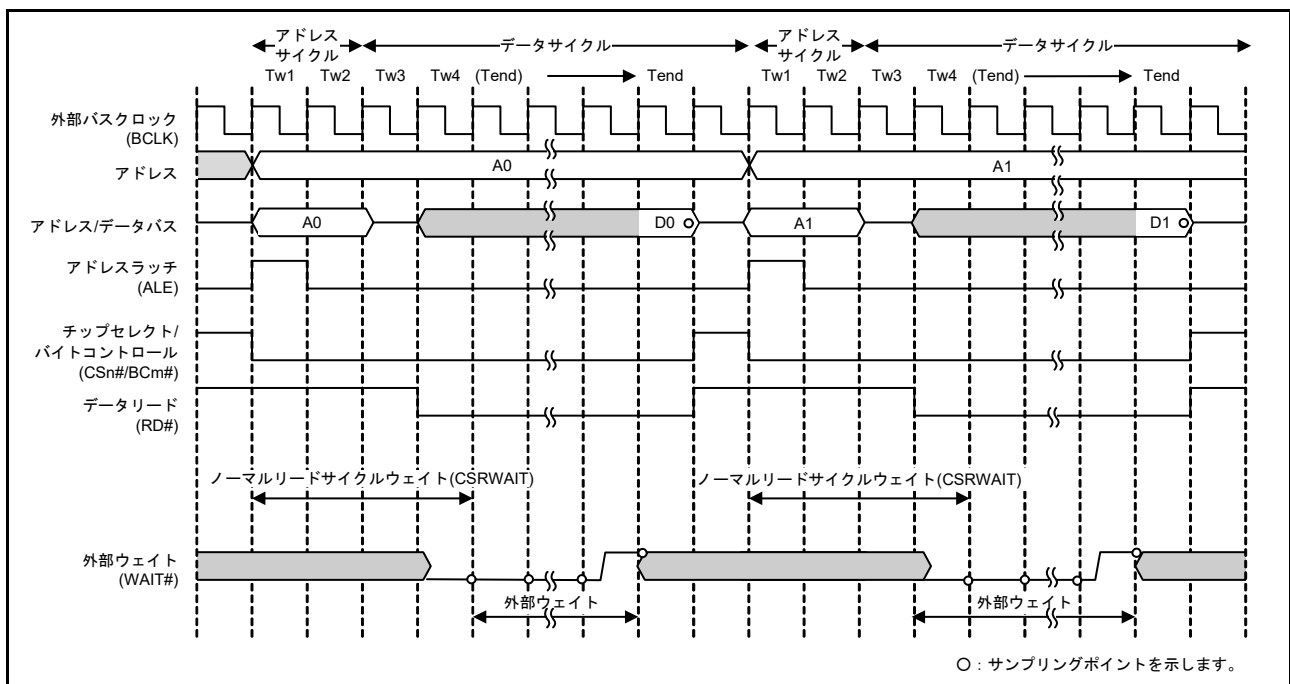 アドレス
サイクル
データサイクル
アドレス
サイクル
データサイクル
Tw1 Tw2 Tw3 Tw4 (Tend) Tend Tw1 Tw2 Tw3 Tw4 (Tend) Tend
外部バスクロック
(BCLK)
アドレス A0 A1
アドレス/データバス A0 D0 A1 D1
アドレスラッチ
(ALE)
チップセレクト/
バイトコントロール
(CSn#/BCm#)
データリード
(RD#)
ノーマルリードサイクルウェイト(CSRWAIT) ノーマルリードサイクルウェイト(CSRWAIT)
外部ウェイト
(WAIT#)
外部ウェイト 外部ウェイト
○:サンプリングポイントを示します。